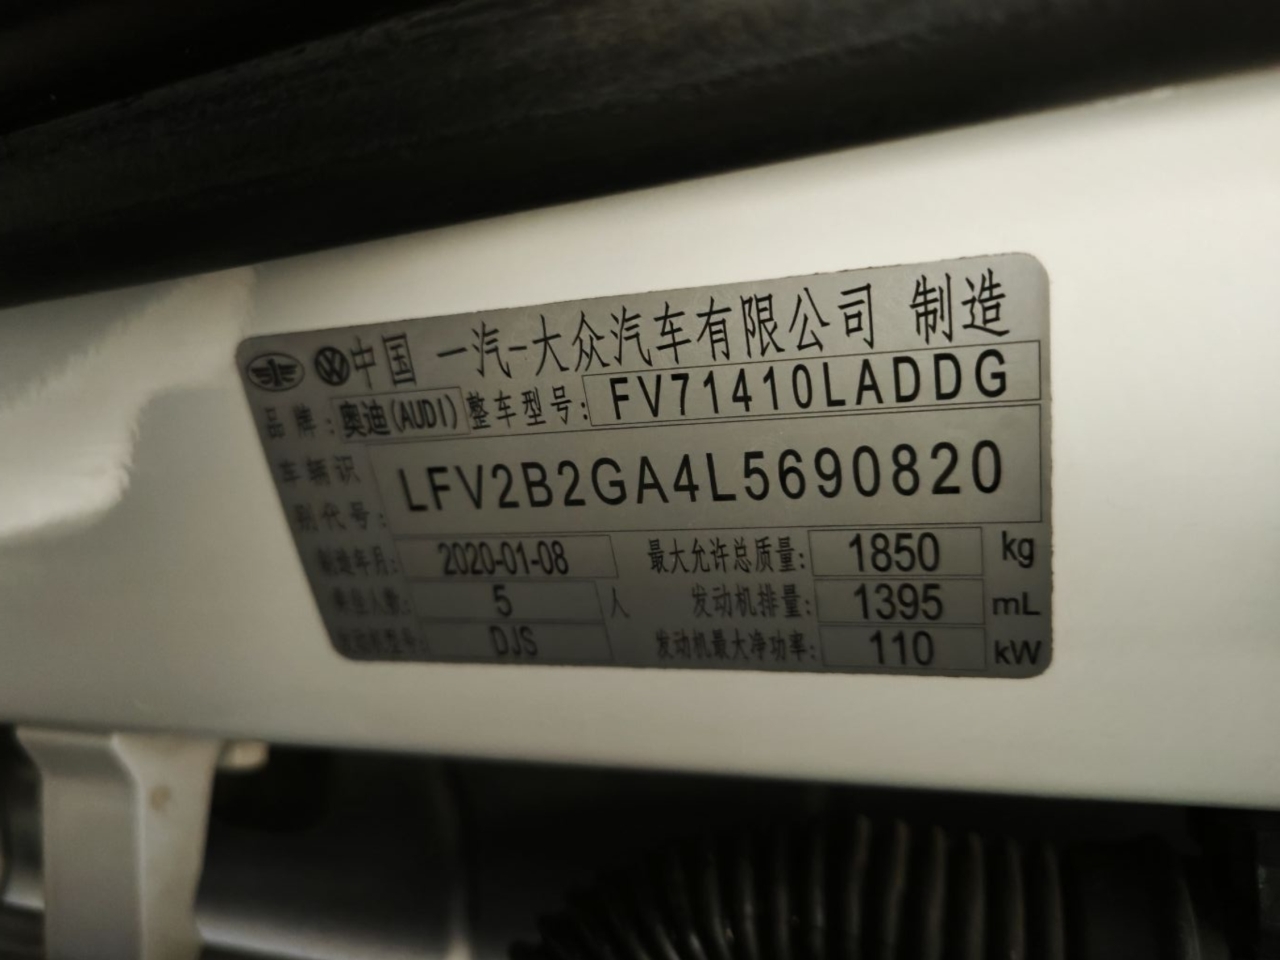 中国 一汽-大众汽车有限公司 制造
品牌: 奥迪(AUDI) 整车型号: FV71410LADDG
车辆识别代号: LFV2B2GA4L5690820
制造年月: 2020-01-08 最大允许总质量: 1850 kg
乘坐人数: 5 人 发动机排量: 1395 mL
发动机型号: DJS 发动机最大净功率: 110 kW